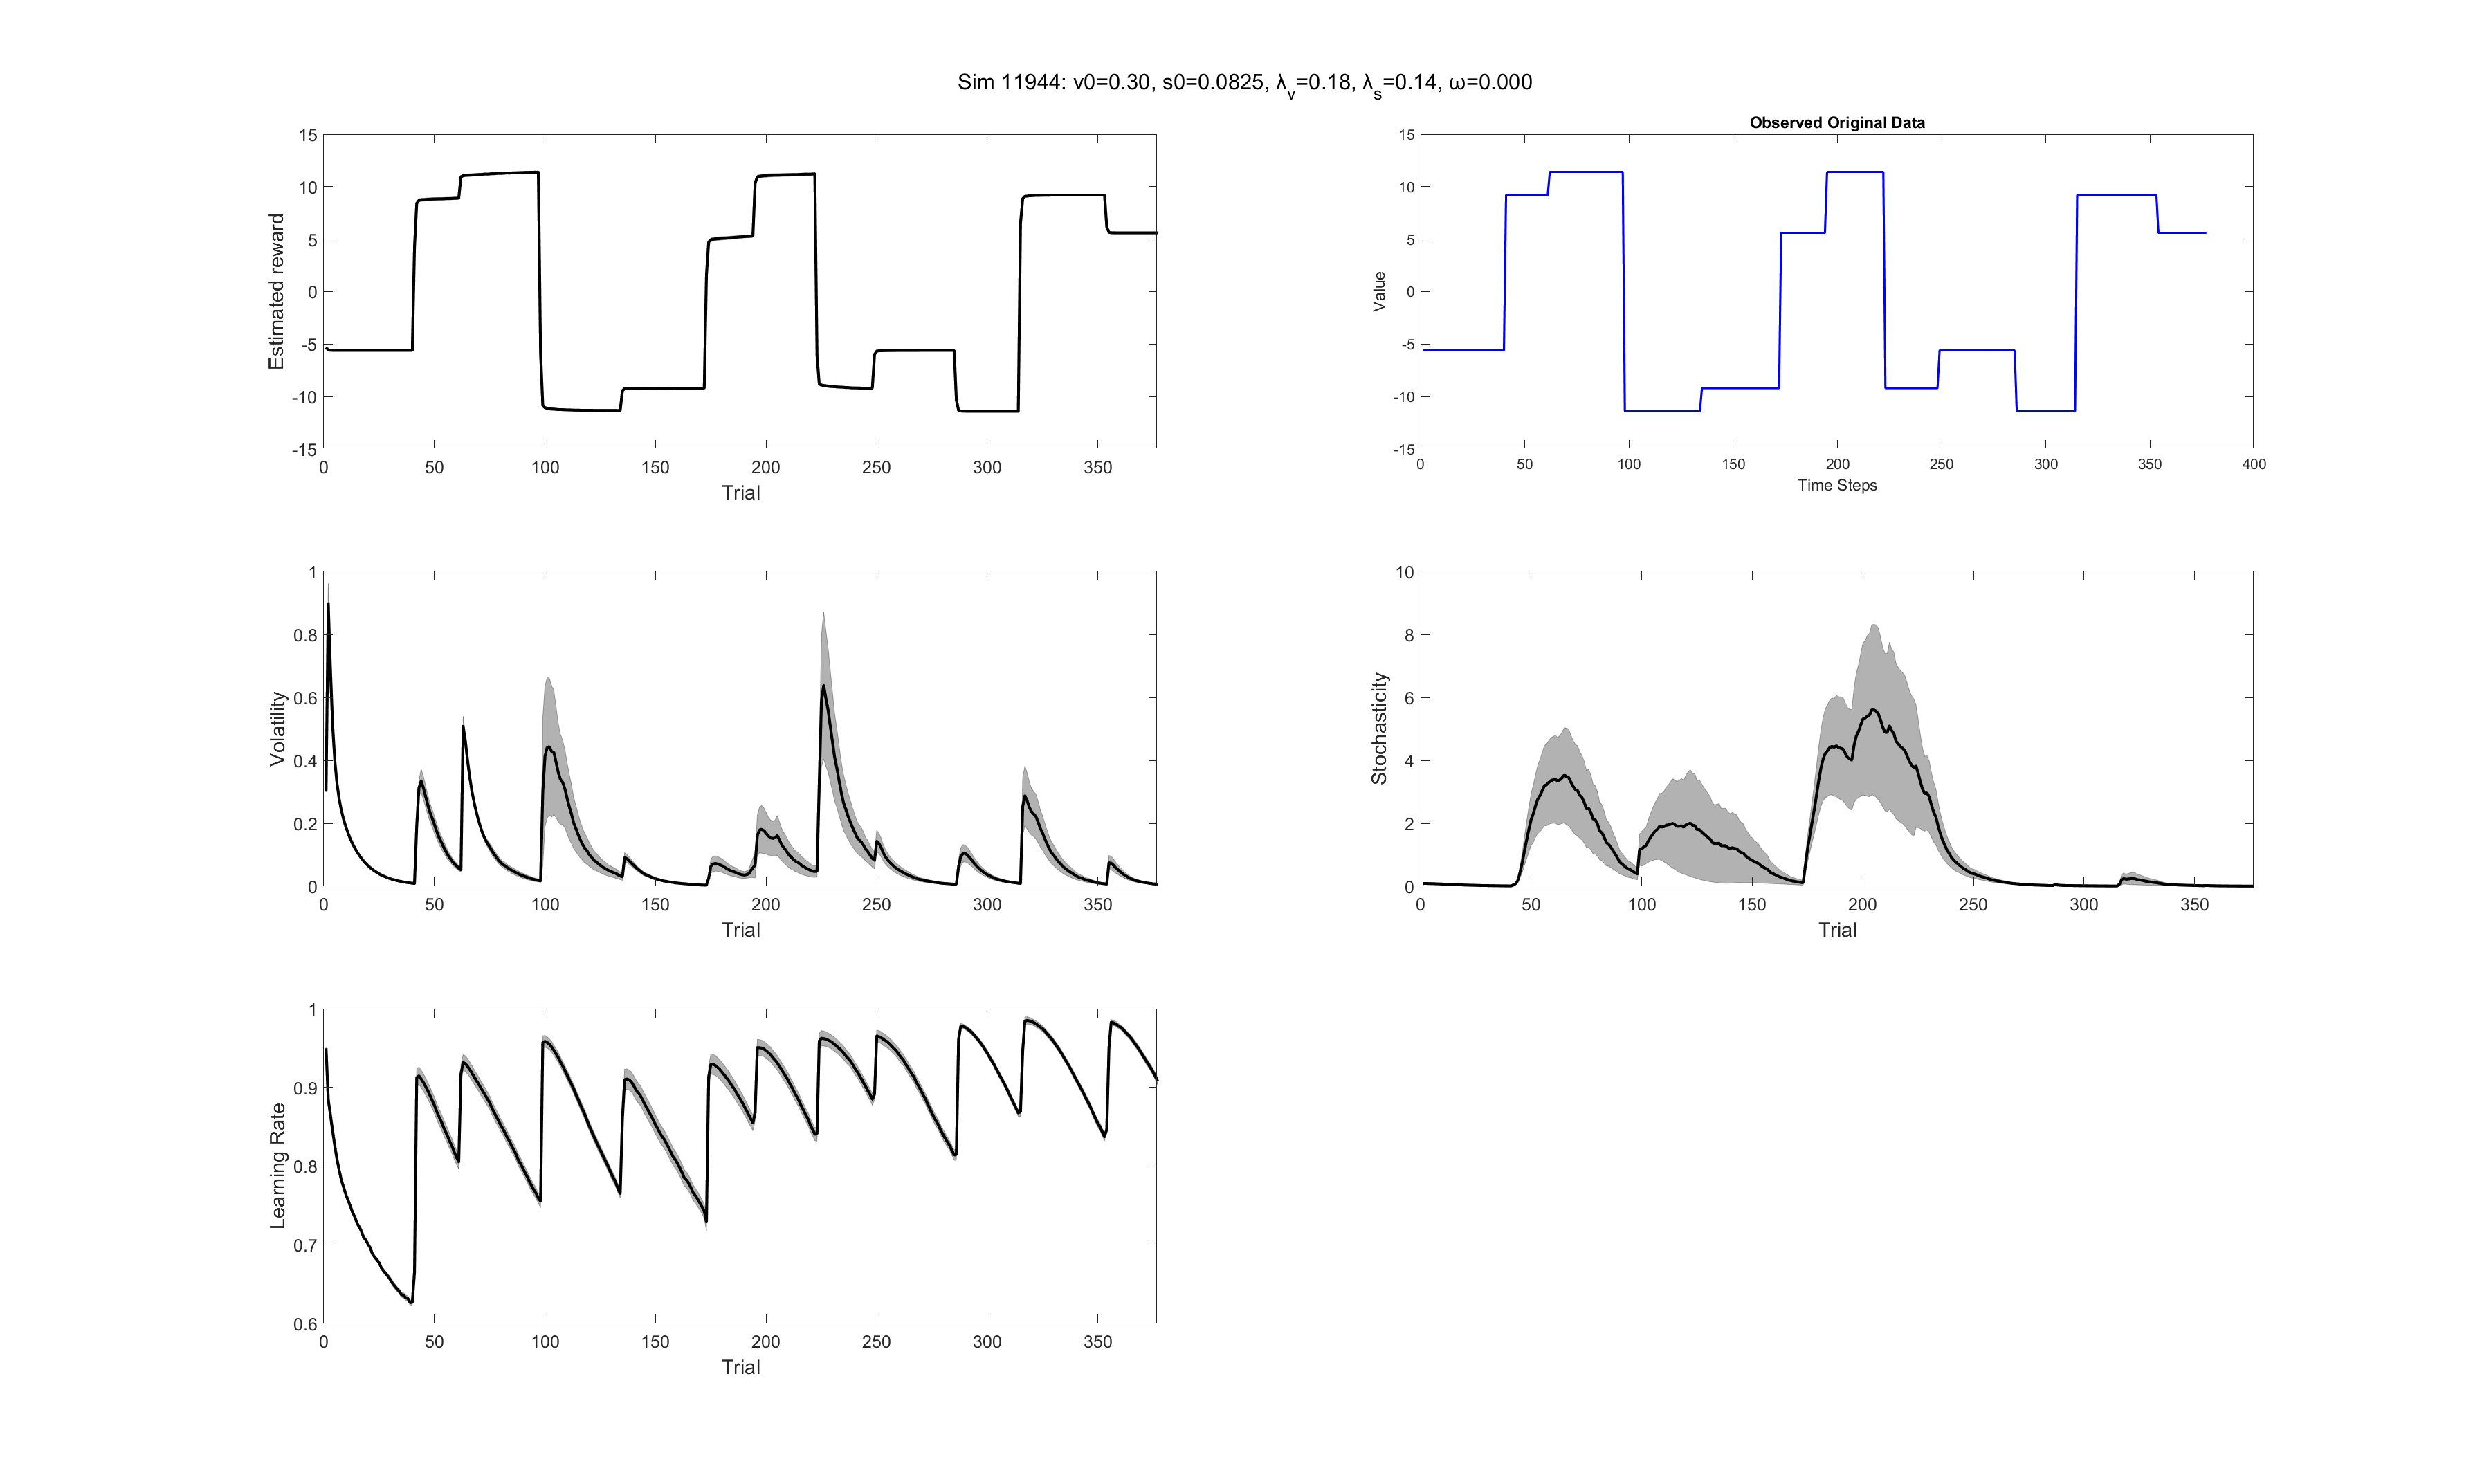 Sim 11944: v0=0.30, s0=0.0825, λv=0.18, λs=0.14, ω=0.000
15
10
5
0
-5
-10
-15
Estimated reward
0 50 100 150 200 250 300 350
Trial
Observed Original Data
15
10
5
0
-5
-10
-15
Value
0 50 100 150 200 250 300 350 400
Time Steps
1
0.8
0.6
0.4
0.2
0
Volatility
0 50 100 150 200 250 300 350
Trial
10
8
6
4
2
0
Stochasticity
0 50 100 150 200 250 300 350
Trial
1
0.9
0.8
0.7
0.6
Learning Rate
0 50 100 150 200 250 300 350
Trial